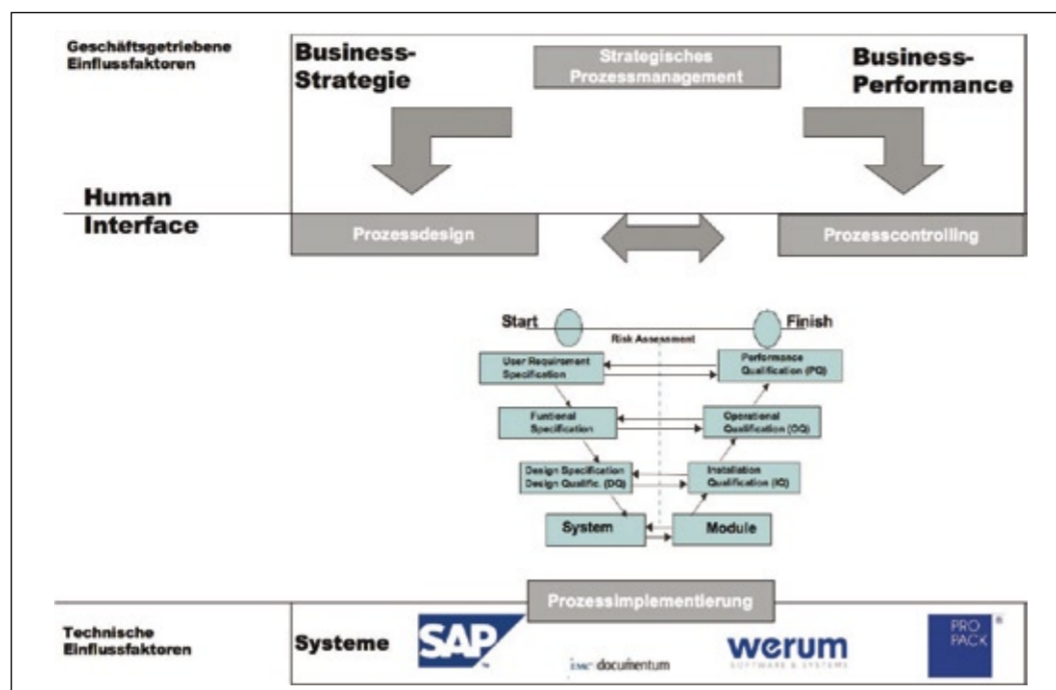 Geschäftsgetriebene
Einflussfaktoren
Business-
Strategie
Strategisches
Prozessmanagement
Business-
Performance
Human
Interface
Prozessdesign
Prozesscontrolling
Start
Finish
Risk Assessment
User Requirement
Specification
Performance
Qualification (PQ)
Funtional
Specification
Operational
Qualification (OQ)
Design Specification
Design Qualific. (DQ)
Installation
Qualification (IQ)
System
Module
Prozessimplementierung
Technische
Einflussfaktoren
Systeme
SAP
TM
EMC² documentum
werum
SOFTWARE & SYSTEMS
PRO
PACK
®